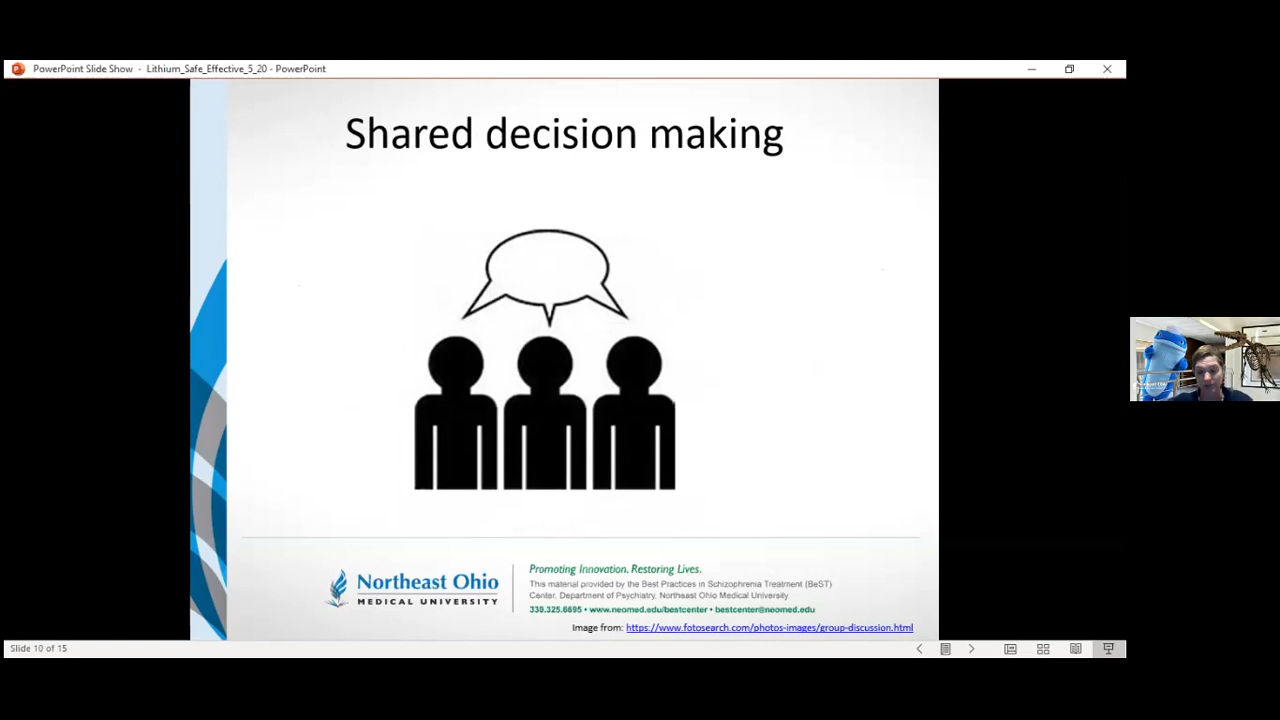 PowerPoint Slide Show - Lithium_Safe_Effective_5_20 - PowerPoint
Shared decision making
Northeast Ohio
MEDICAL UNIVERSITY
Promoting Innovation. Restoring Lives.
This material provided by the Best Practices in Schizophrenia Treatment (BeST)
Center, Department of Psychiatry, Northeast Ohio Medical University
330.325.6695 • www.neomed.edu/bestcenter • bestcenter@neomed.edu
Image from: https://www.fotosearch.com/photos-images/group-discussion.html
Slide 10 of 15